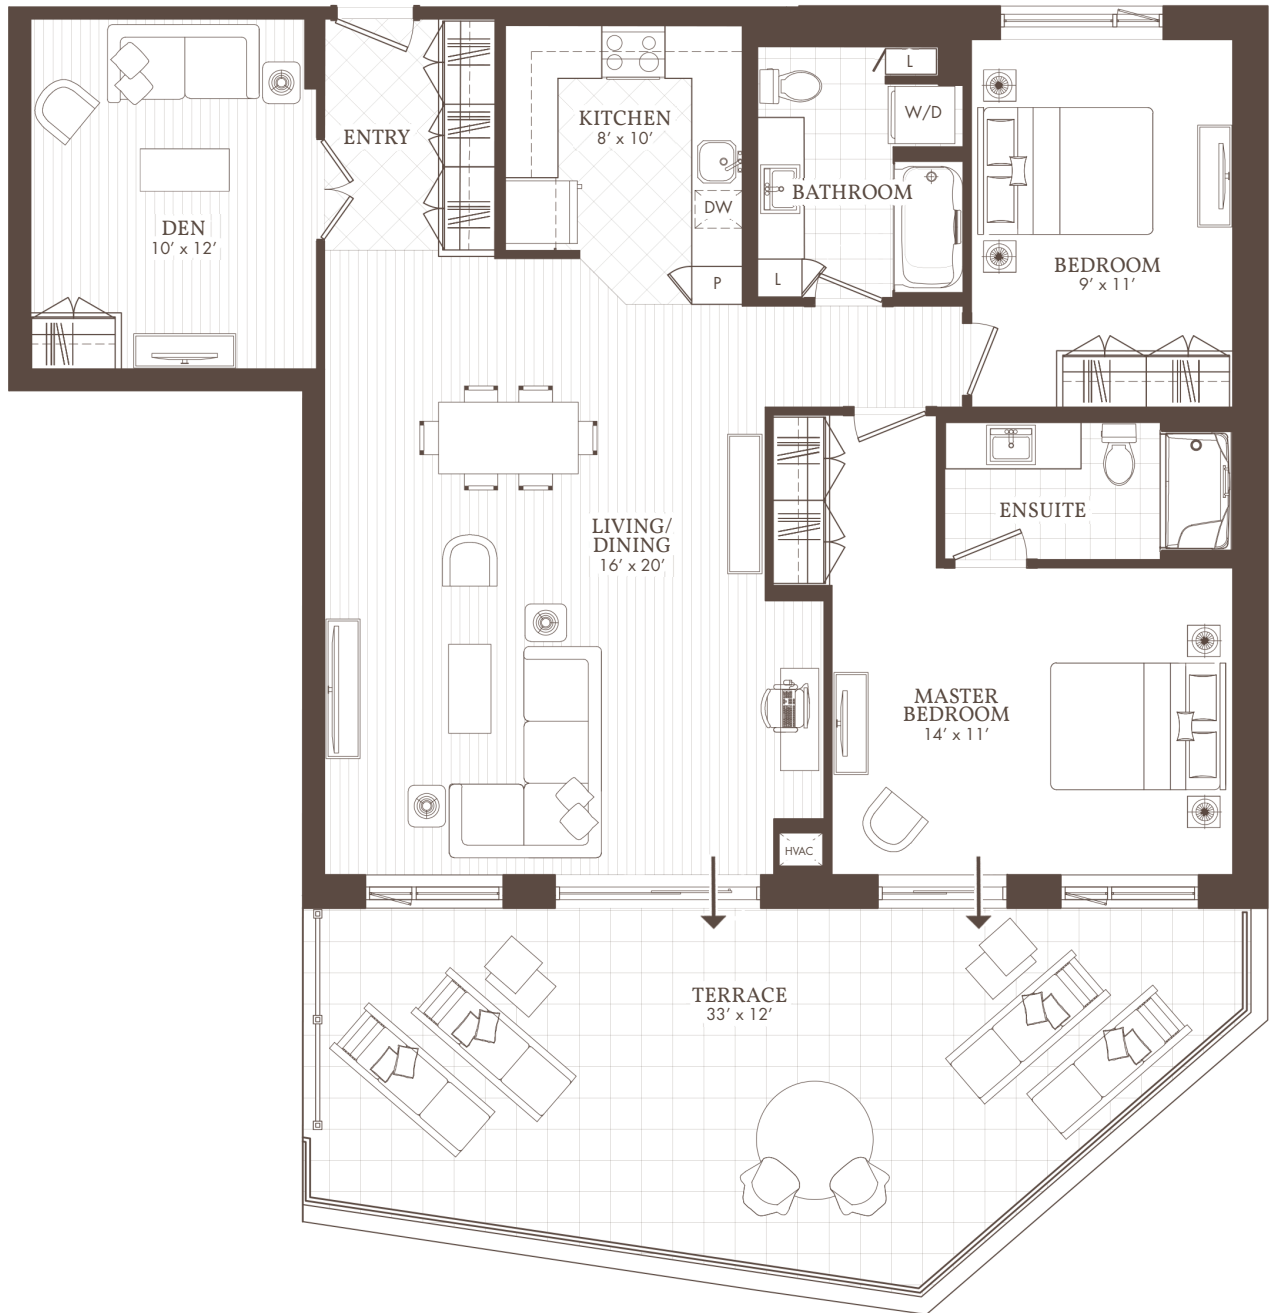 ENTRY
KITCHEN
8’ x 10’
DW
P
L
W/D
BATHROOM
L
DEN
10’ x 12’
BEDROOM
9’ x 11’
LIVING/
DINING
16’ x 20’
ENSUITE
MASTER
BEDROOM
14’ x 11’
HVAC
TERRACE
33’ x 12’